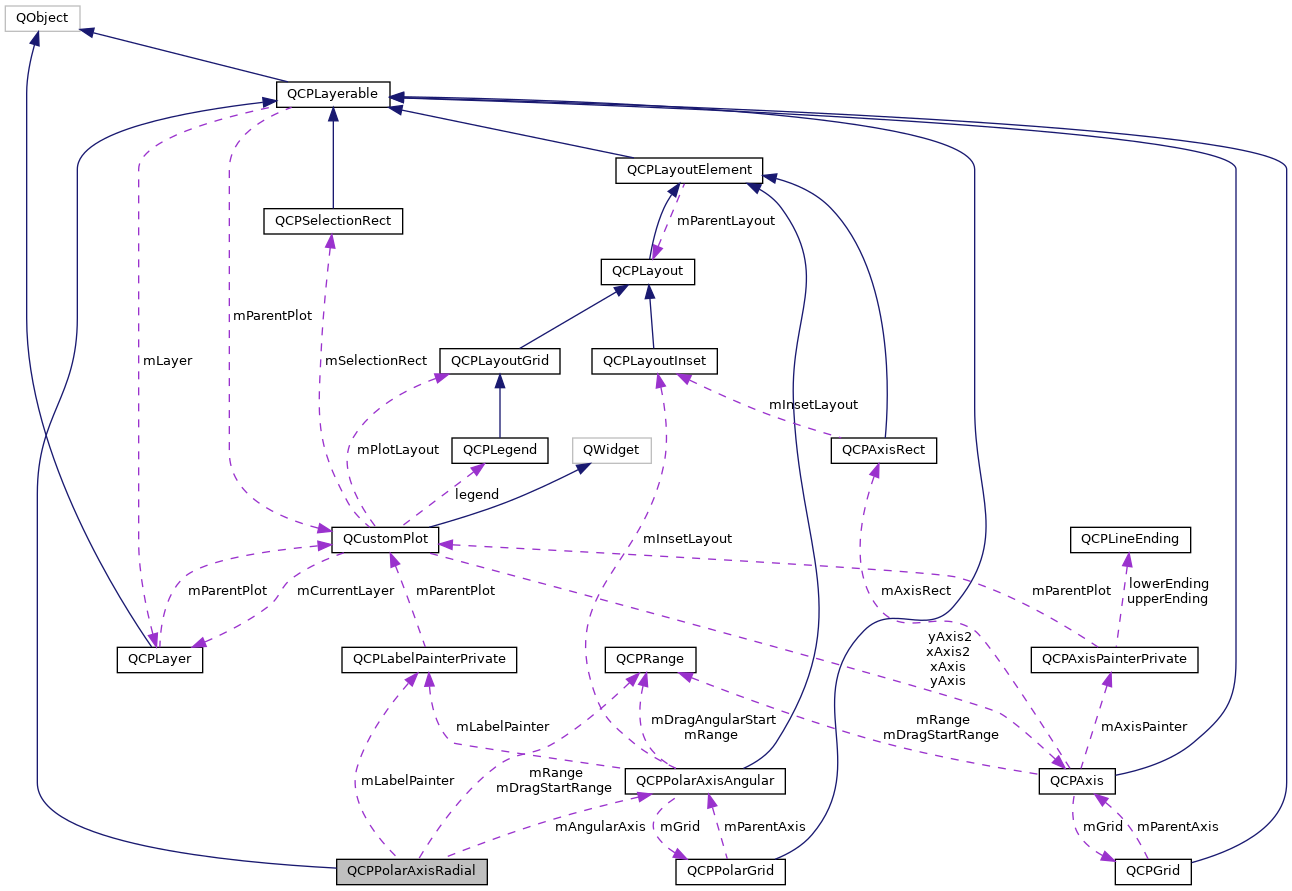 QObject
QCPLayerable
QCPLayoutElement
QCPSelectionRect
mParentLayout
QCPLayout
mParentPlot
mLayer
mSelectionRect
QCPLayoutGrid
QCPLayoutInset
mInsetLayout
mPlotLayout
QCPLegend
QWidget
QCPAxisRect
legend
QCustomPlot
mInsetLayout
QCPLineEnding
mParentPlot
mCurrentLayer
mParentPlot
mAxisRect
mParentPlot
lowerEnding
upperEnding
yAxis2
xAxis2
xAxis
yAxis
QCPLayer
QCPLabelPainterPrivate
QCPRange
QCPAxisPainterPrivate
mLabelPainter
mDragAngularStart
mRange
mRange
mDragStartRange
mAxisPainter
mLabelPainter
mRange
mDragStartRange
QCPPolarAxisAngular
QCPAxis
mAngularAxis
mGrid
mParentAxis
mGrid
mParentAxis
QCPPolarAxisRadial
QCPPolarGrid
QCPGrid